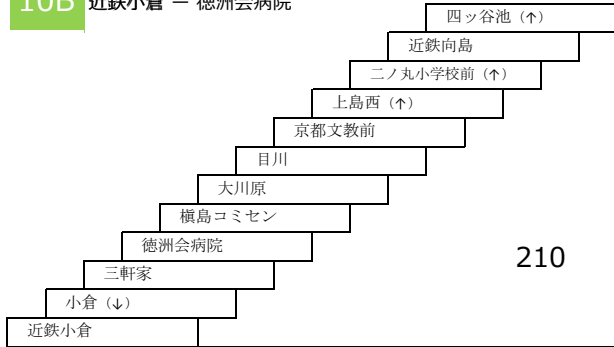 10B 近鉄小倉 － 徳洲会病院
四ッ谷池（↑）
近鉄向島
二ノ丸小学校前（↑）
上島西（↑）
京都文教前
目川
大川原
槇島コミセン
徳洲会病院
三軒家
小倉（↓）
近鉄小倉
210